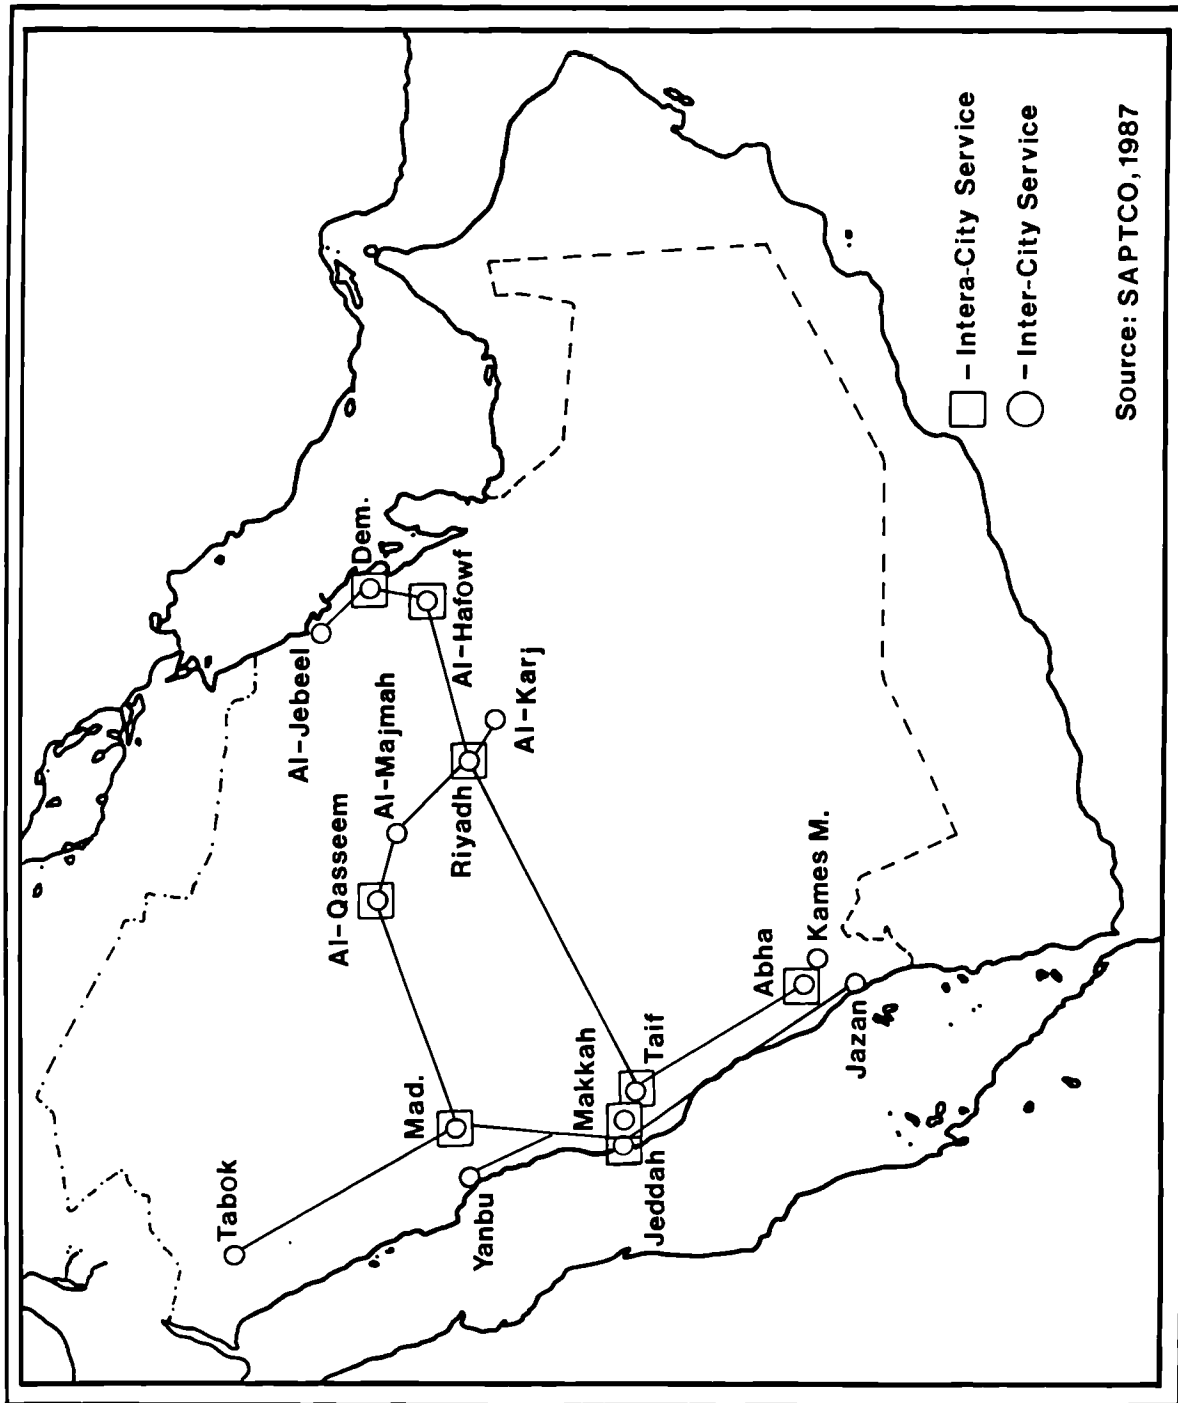 Tabok
Mad.
Yanbu
Al-Qasseem
Al-Majmah
Al-Jebeel
Dem.
Al-Hafowf
Riyadh
Al-Karj
Makkah
Taif
Jeddah
Abha
Kames M.
Jazan
- Intera-City Service
- Inter-City Service
Source: SAPTCO, 1987